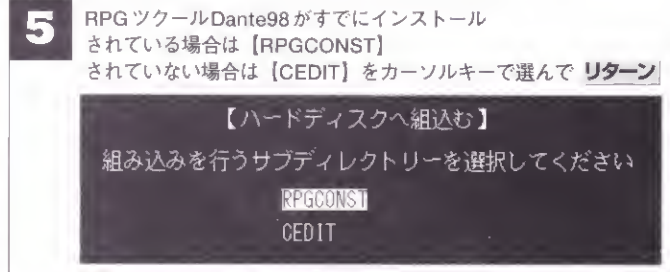 5
RPGツクールDante98がすでにインストール
されている場合は【RPGCONST】
されていない場合は【CEDIT】をカーソルキーで選んで リターン
【ハードディスクへ組込む】
組み込みを行うサブディレクトリーを選択してください
RPGCONST
CEDIT